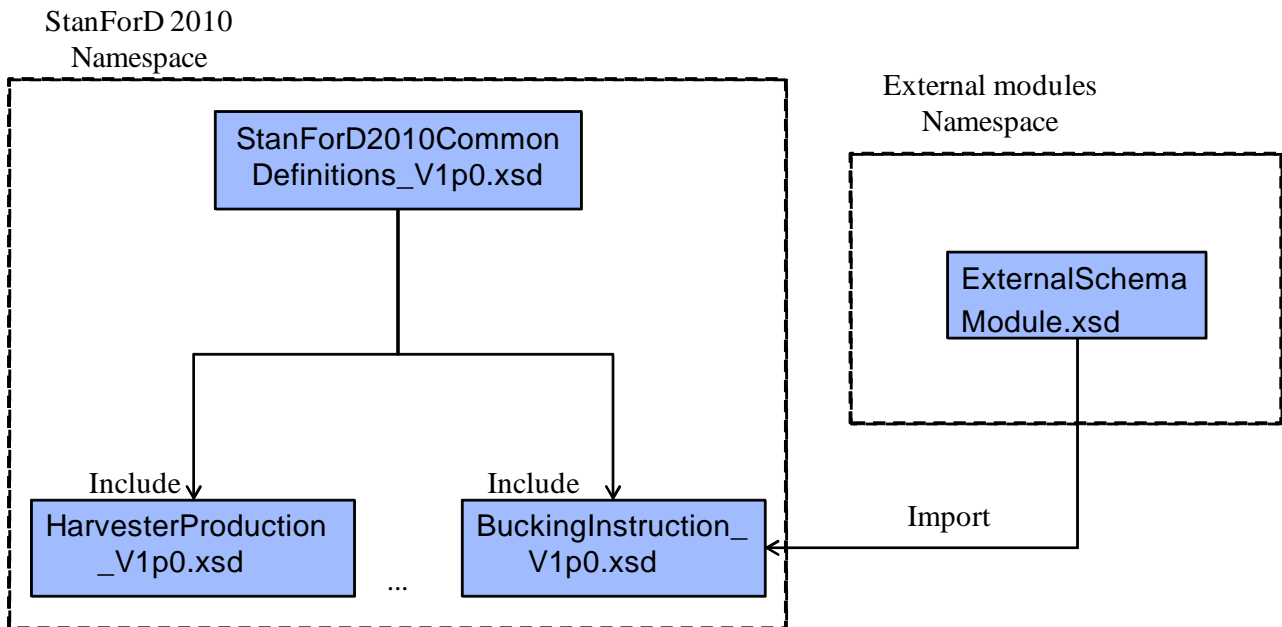 StanForD 2010
Namespace
StanForD2010Common
Definitions_V1p0.xsd
External modules
Namespace
ExternalSchema
Module.xsd
Include
HarvesterProduction
_V1p0.xsd
...
Include
BuckingInstruction_
V1p0.xsd
Import